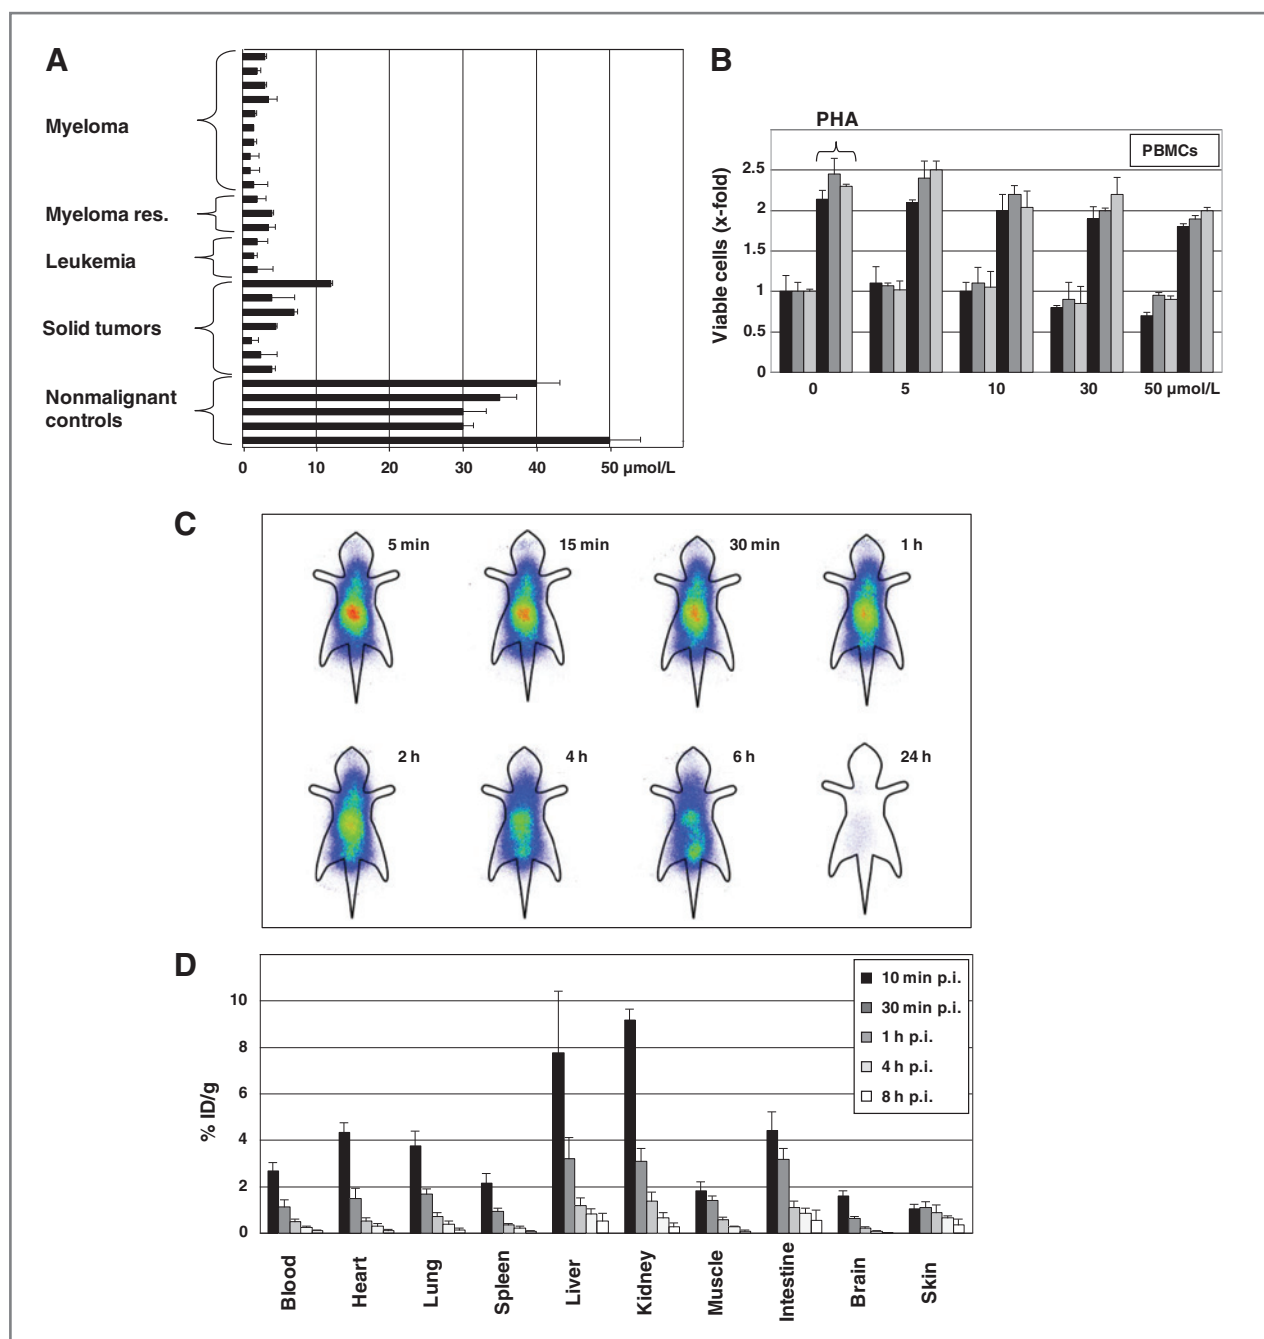 A
Myeloma
Myeloma res.
Leukemia
Solid tumors
Nonmalignant
controls
0 10 20 30 40 50 µmol/L
B
PHA
PBMCs
Viable cells (x-fold)
2.5
2
1.5
1
0.5
0
0 5 10 30 50 µmol/L
C
5 min 15 min 30 min 1 h
2 h 4 h 6 h 24 h
D
% ID/g
10
8
6
4
2
0
10 min p.i.
30 min p.i.
1 h p.i.
4 h p.i.
8 h p.i.
Blood Heart Lung Spleen Liver Kidney Muscle Intestine Brain Skin